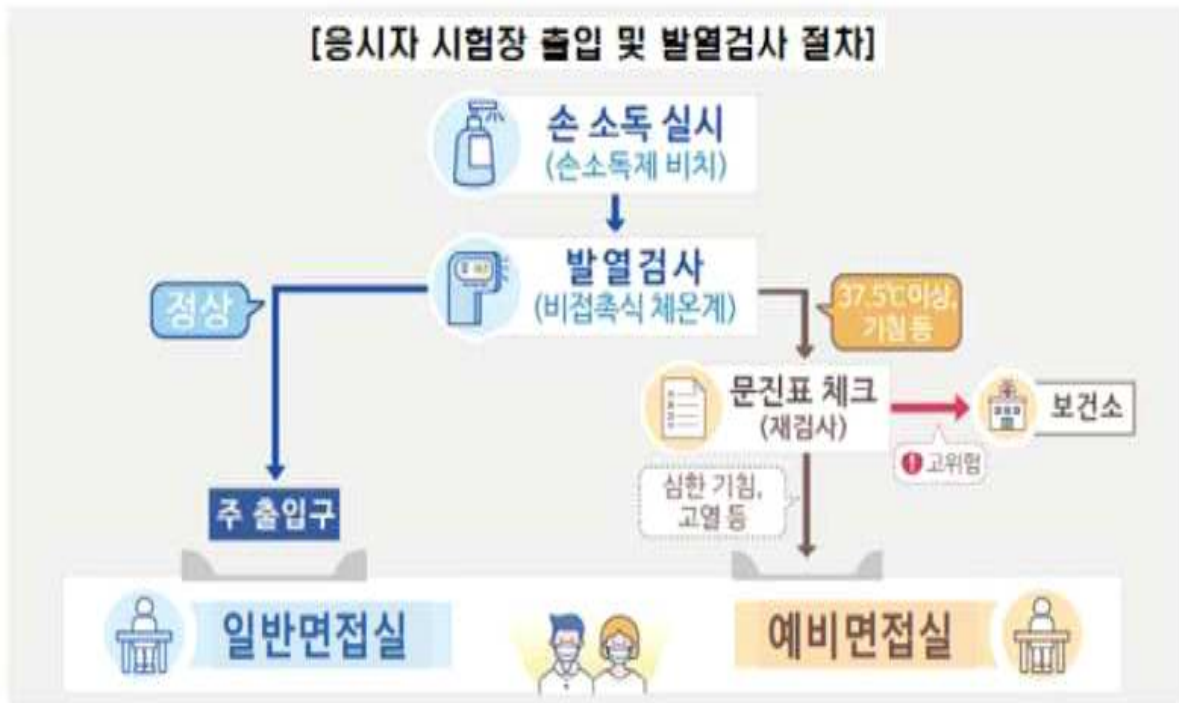 [응시자 시험장 출입 및 발열검사 절차]
손 소독 실시
(손소독제 비치)
발열검사
(비접촉식 체온계)
정상
37.5℃이상,
기침 등
문진표 체크
(재검사)
보건소
고위험
심한 기침,
고열 등
주 출입구
일반면접실
예비면접실